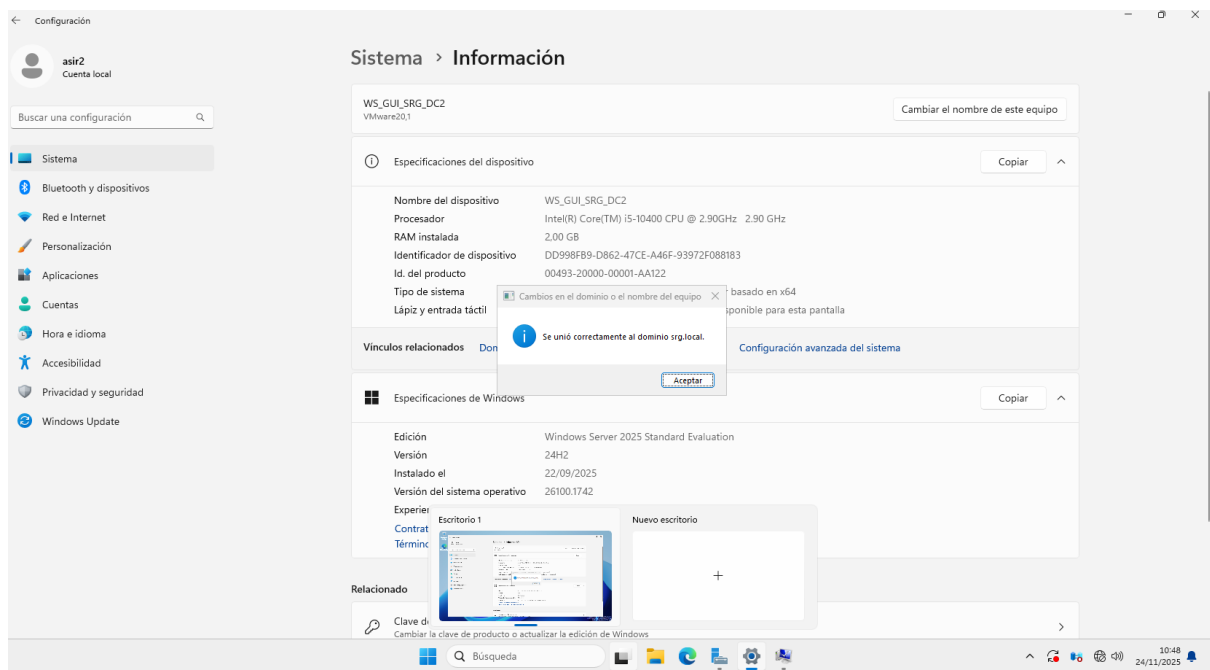 Configuración
asir2
Cuenta local
Buscar una configuración
Sistema
Bluetooth y dispositivos
Red e Internet
Personalización
Aplicaciones
Cuentas
Hora e idioma
Accesibilidad
Privacidad y seguridad
Windows Update
Sistema > Información
WS_GUI_SRG_DC2
VMware20,1
Cambiar el nombre de este equipo
Especificaciones del dispositivo
Copiar
Nombre del dispositivo WS_GUI_SRG_DC2
Procesador Intel(R) Core(TM) i5-10400 CPU @ 2.90GHz 2.90 GHz
RAM instalada 2,00 GB
Identificador de dispositivo DD998FB9-D862-47CE-A46F-93972F088183
Id. del producto 00493-20000-00001-AA122
Tipo de sistema basado en x64
Lápiz y entrada táctil para esta pantalla
Cambios en el dominio o el nombre del equipo
Se unió correctamente al dominio srg.local.
Aceptar
Vínculos relacionados Configuración avanzada del sistema
Especificaciones de Windows
Copiar
Edición Windows Server 2025 Standard Evaluation
Versión 24H2
Instalado el 22/09/2025
Versión del sistema operativo 26100.1742
Escritorio 1
Nuevo escritorio
Relacionado
Clave d
Cambiar la clave de producto o actualizar la edición de Windows
Búsqueda
10:48
24/11/2025